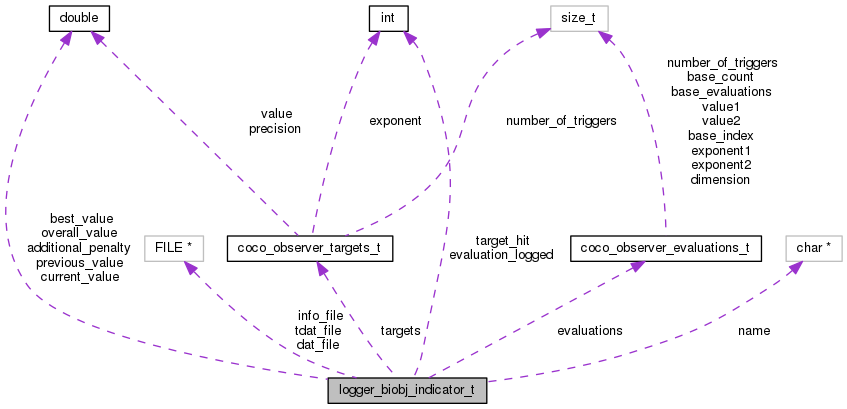 double
int
size_t
number_of_triggers
base_count
base_evaluations
value1
value2
base_index
exponent1
exponent2
dimension
value
precision
exponent
number_of_triggers
best_value
overall_value
additional_penalty
previous_value
current_value
FILE *
coco_observer_targets_t
target_hit
evaluation_logged
coco_observer_evaluations_t
char *
info_file
tdat_file
dat_file
targets
evaluations
name
logger_biobj_indicator_t